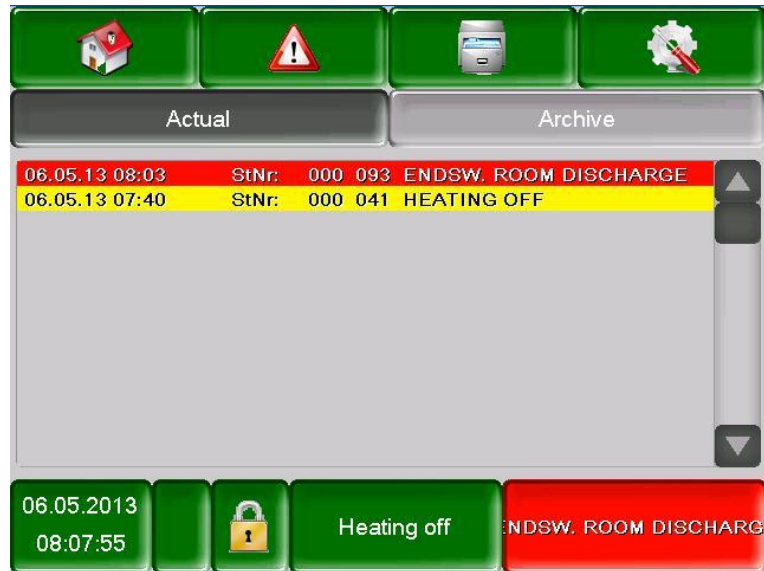 Actual
Archive
06.05.13 08:03 StNr: 000 093 ENDSW. ROOM DISCHARGE
06.05.13 07:40 StNr: 000 041 HEATING OFF
06.05.2013
08:07:55
1
Heating off
NDSW. ROOM DISCHARG